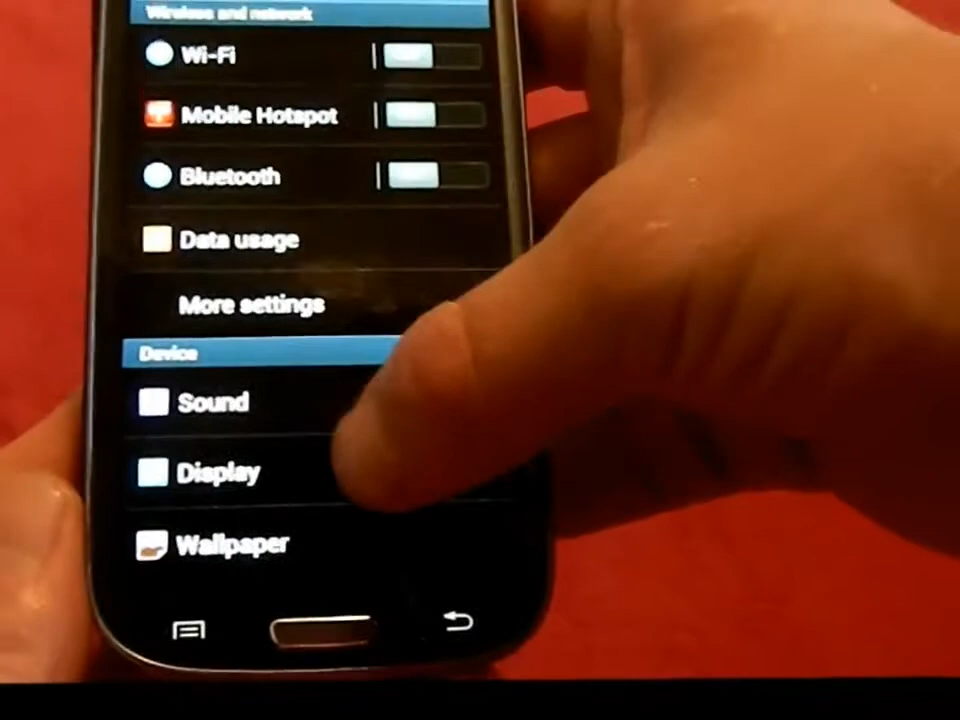 Wireless and network
Wi-Fi
Mobile Hotspot
Bluetooth
Data usage
More settings
Device
Sound
Display
Wallpaper